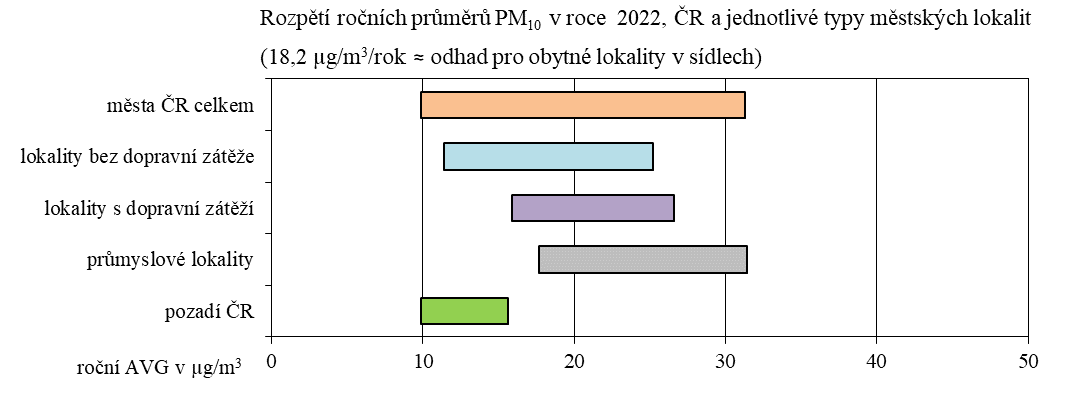 Rozpětí ročních průměrů PM10 v roce 2022, ČR a jednotlivé typy městských lokalit
(18,2 µg/m³/rok ≈ odhad pro obytné lokality v sídlech)
města ČR celkem
lokality bez dopravní zátěže
lokality s dopravní zátěží
průmyslové lokality
pozadí ČR
roční AVG v µg/m³
0 10 20 30 40 50